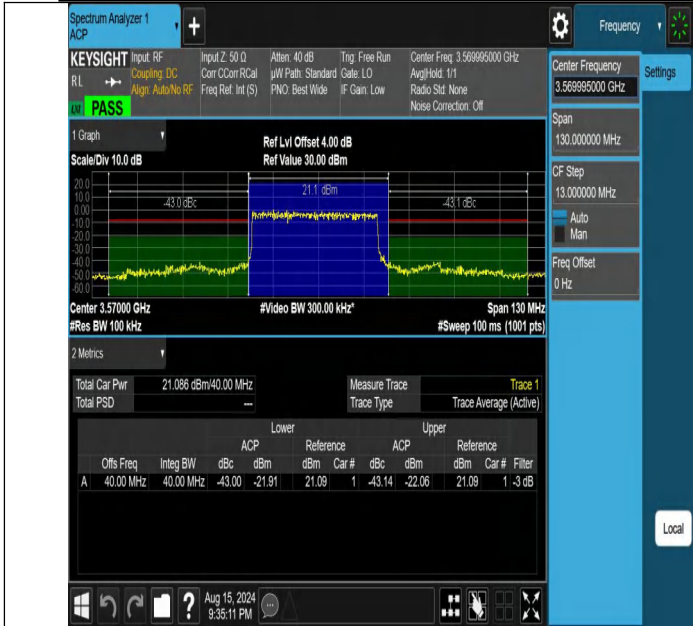 Spectrum Analyzer 1
ACP
Frequency
KEYSIGHT
R L
LXI
PASS
Input: RF
Coupling: DC
Align: Auto/No RF
Input Z: 50 Ω
Corr CCorr RCal
Freq Ref: Int (S)
Atten: 40 dB
µW Path: Standard
PNO: Best Wide
Trig: Free Run
Gate: LO
IF Gain: Low
Center Freq: 3.569995000 GHz
Avg|Hold: 1/1
Radio Std: None
Noise Correction: Off
Center Frequency
3.569995000 GHz
Settings
Span
130.000000 MHz
CF Step
13.000000 MHz
Auto
Man
Freq Offset
0 Hz
Local
1 Graph
Scale/Div 10.0 dB
Ref Lvl Offset 4.00 dB
Ref Value 30.00 dBm
20.0
10.0
0.00
-10.0
-20.0
-30.0
-40.0
-50.0
-60.0
-43.0 dBc
21.1 dBm
-43.1 dBc
Center 3.57000 GHz
#Video BW 300.00 kHz*
Span 130 MHz
#Res BW 100 kHz
#Sweep 100 ms (1001 pts)
2 Metrics
Total Car Pwr 21.086 dBm/40.00 MHz
Total PSD ---
Measure Trace Trace 1
Trace Type Trace Average (Active)
Lower Upper
ACP Reference ACP Reference
Offs Freq Integ BW dBc dBm dBm Car # dBc dBm dBm Car # Filter
A 40.00 MHz 40.00 MHz -43.00 -21.91 21.09 1 -43.14 -22.06 21.09 1 -3 dB
Aug 15, 2024
9:35:11 PM